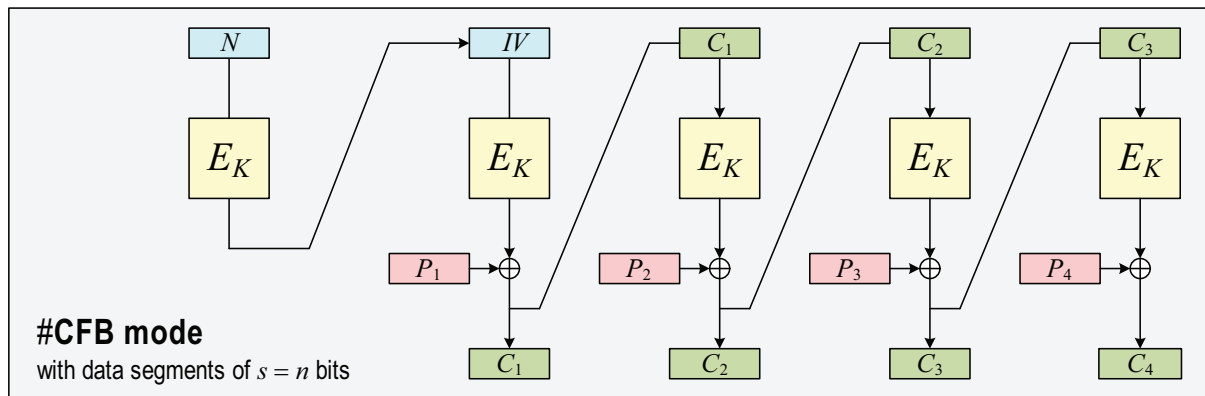 N IV C1 C2 C3
EK EK EK EK EK
P1 P2 P3 P4
#CFB mode
with data segments of s = n bits
C1 C2 C3 C4